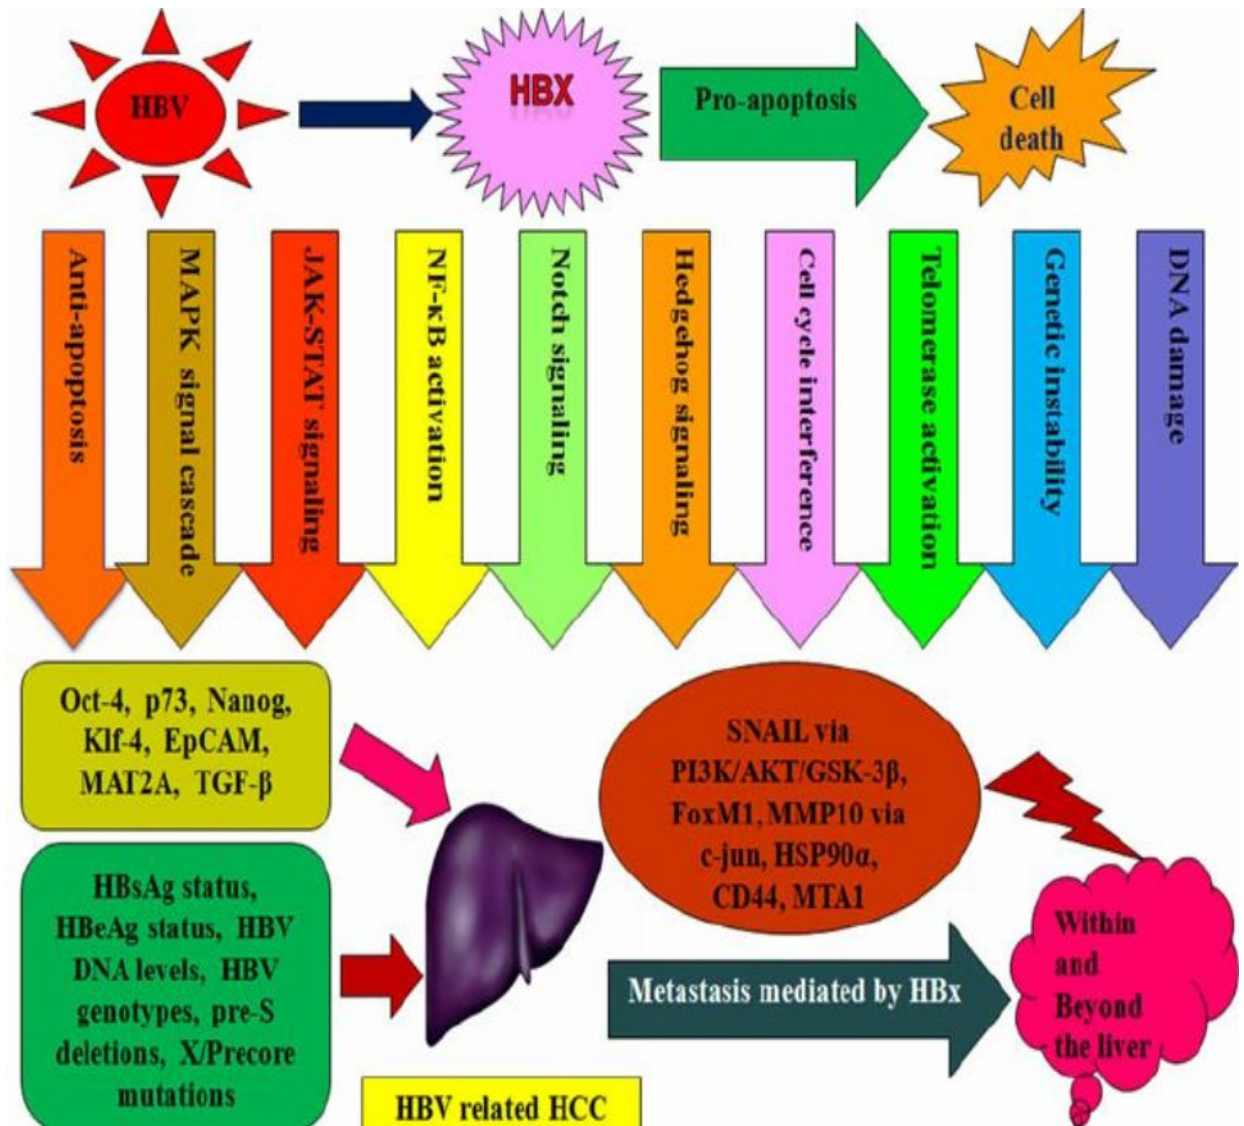 HBV
HBX
Pro-apoptosis
Cell
death
Anti-apoptosis
MAPK signal cascade
JAK-STAT signaling
NF-κB activation
Notch signaling
Hedgehog signaling
Cell cycle interference
Telomerase activation
Genetic instability
DNA damage
Oct-4, p73, Nanog,
Klf-4, EpCAM,
MAT2A, TGF-β
SNAIL via
PI3K/AKT/GSK-3β,
FoxM1, MMP10 via
c-jun, HSP90α,
CD44, MTA1
HBsAg status,
HBeAg status, HBV
DNA levels, HBV
genotypes, pre-S
deletions, X/Precore
mutations
Metastasis mediated by HBx
Within
and
Beyond
the liver
HBV related HCC